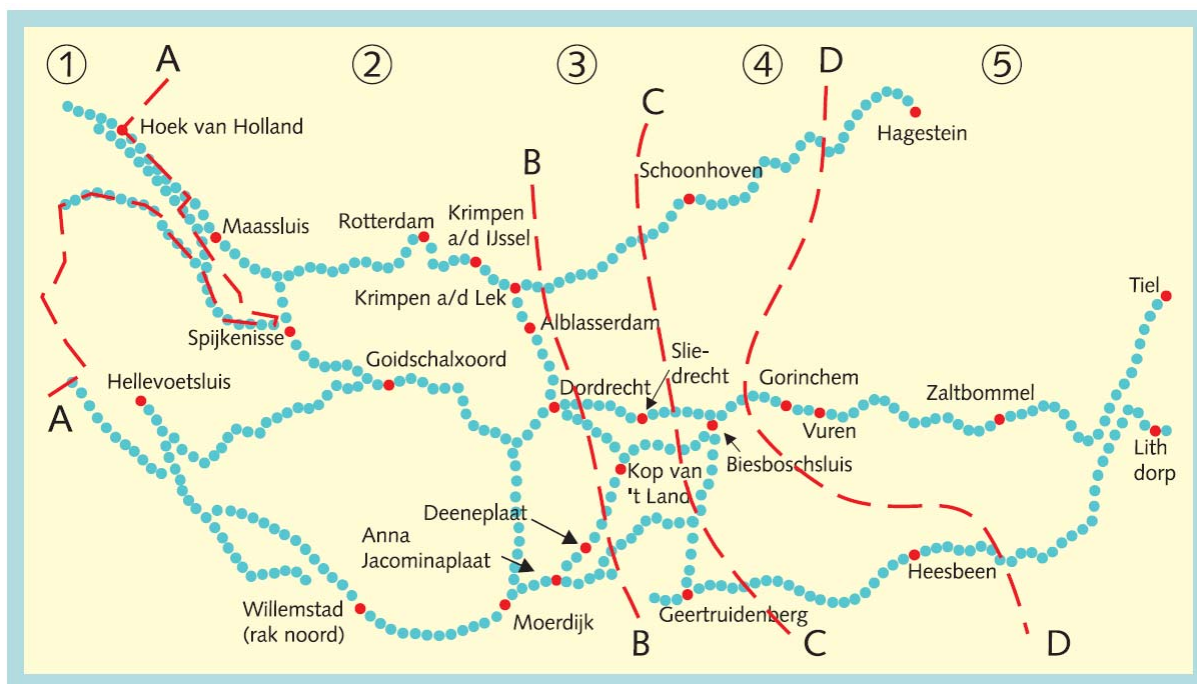 ① A ② ③ C ④ D ⑤
Hoek van Holland
Hagestein
B
Schoonhoven
Maassluis
Rotterdam
Krimpen
a/d IJssel
Krimpen a/d Lek
Tiel
Alblasserdam
Spijkenisse
Slie-
drecht
Goidschalxoord
Hellevoetsluis
Dordrecht
Gorinchem
Zaltbommel
A
Vuren
Lith
dorp
Biesboschsluis
Kop van
't Land
Deeneplaat
Anna
Jacominaplaat
Heesbeen
Willemstad
(rak noord)
Moerdijk
Geertruidenberg
B
C
D